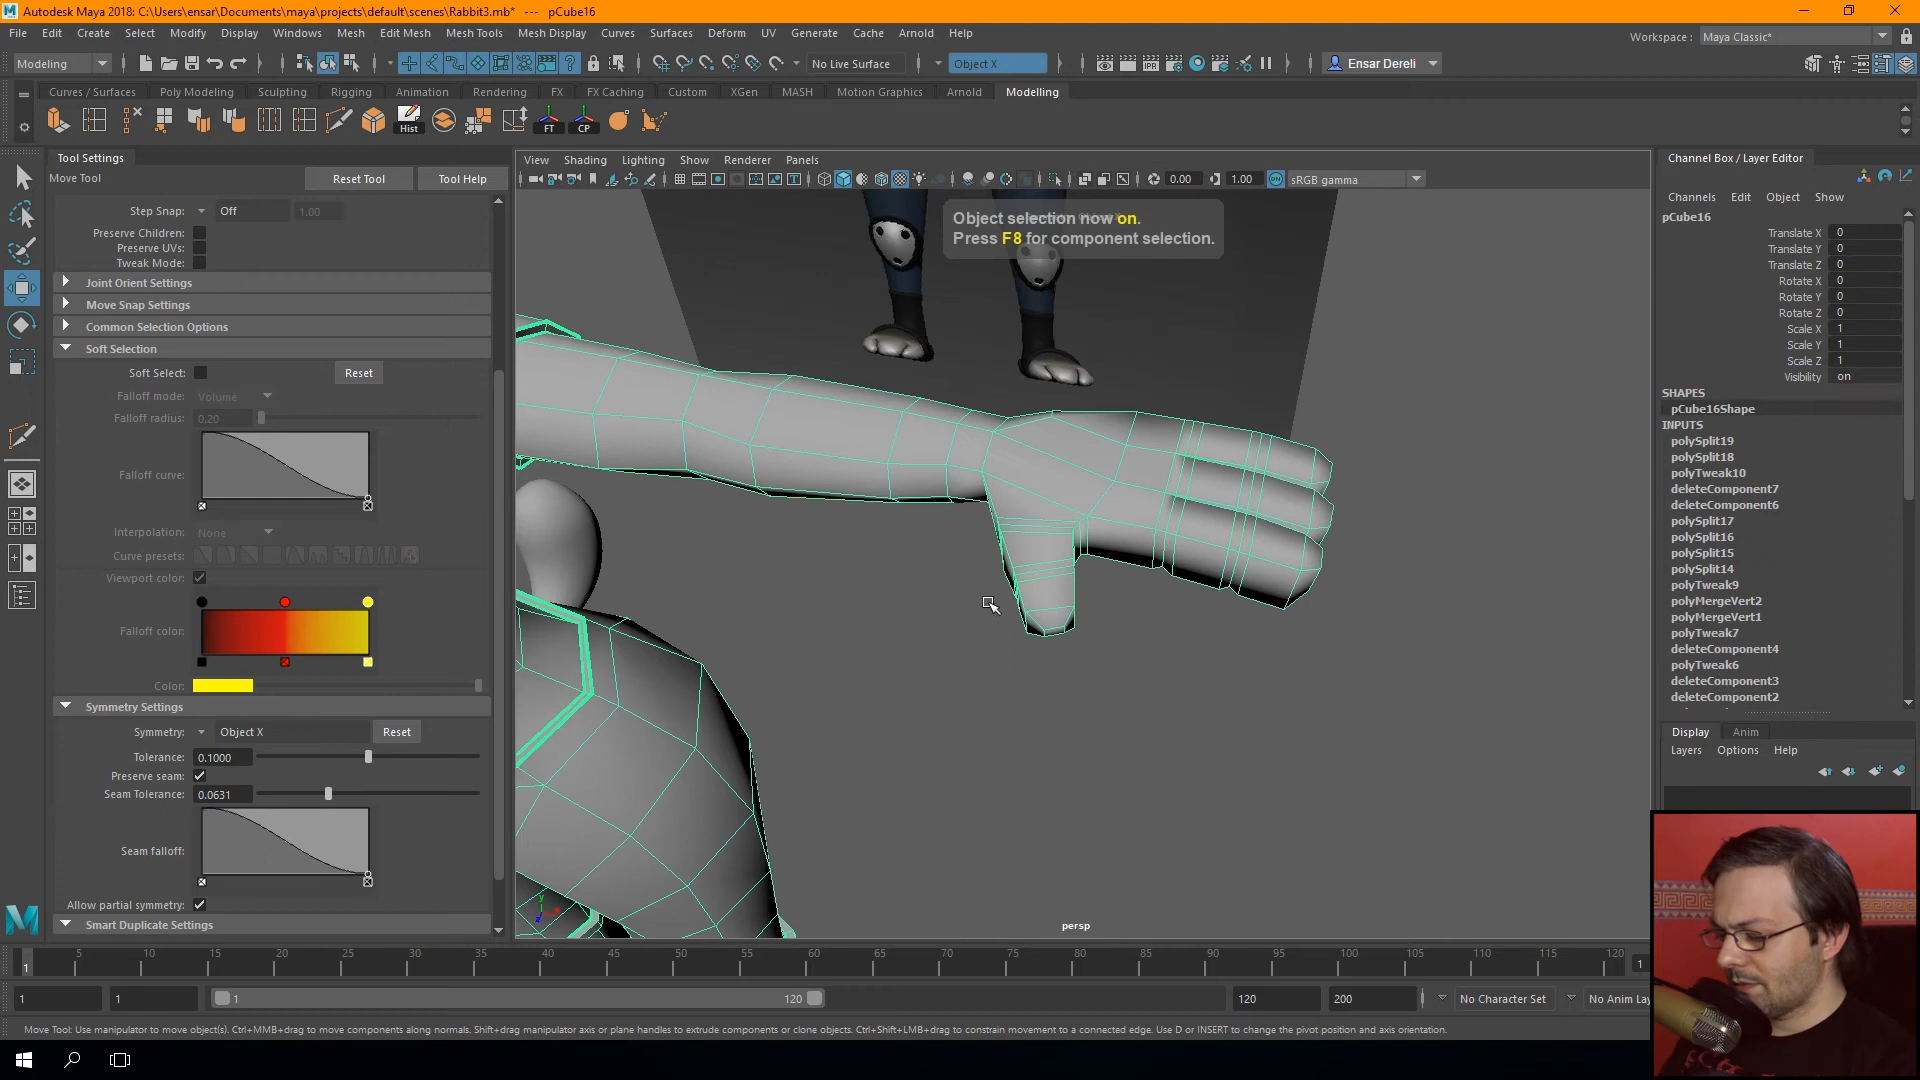 Autodesk Maya 2018: C:\Users\ensar\Documents\maya\projects\default\scenes\Rabbit3.mb* --- pCube16
File Edit Create Select Modify Display Windows Mesh Edit Mesh Mesh Tools Mesh Display Curves Surfaces Deform UV Generate Cache Arnold Help
Workspace : Maya Classic*
Modeling
No Live Surface
Object X
Ensar Dereli
Curves / Surfaces Poly Modeling Sculpting Rigging Animation Rendering FX FX Caching Custom XGen MASH Motion Graphics Arnold Modelling
Hist FT CP
Tool Settings
Move Tool
Reset Tool
Tool Help
Step Snap: Off 1.00
Preserve Children:
Preserve UVs:
Tweak Mode:
Joint Orient Settings
Move Snap Settings
Common Selection Options
Soft Selection
Soft Select:
Reset
Falloff mode: Volume
Falloff radius: 0.20
Falloff curve:
Interpolation: None
Curve presets:
Viewport color:
Falloff color:
Color:
Symmetry Settings
Symmetry: Object X
Reset
Tolerance: 0.1000
Preserve seam:
Seam Tolerance: 0.0631
Seam falloff:
Allow partial symmetry:
Smart Duplicate Settings
View Shading Lighting Show Renderer Panels
IPR
0.00 1.00 ON sRGB gamma
Object selection now on.
Press F8 for component selection.
persp
Channel Box / Layer Editor
Channels Edit Object Show
pCube16
Translate X 0
Translate Y 0
Translate Z 0
Rotate X 0
Rotate Y 0
Rotate Z 0
Scale X 1
Scale Y 1
Scale Z 1
Visibility on
SHAPES
pCube16Shape
INPUTS
polySplit19
polySplit18
polyTweak10
deleteComponent7
deleteComponent6
polySplit17
polySplit16
polySplit15
polySplit14
polyTweak9
polyMergeVert2
polyMergeVert1
polyTweak7
deleteComponent4
polyTweak6
deleteComponent3
deleteComponent2
Display Anim
Layers Options Help
1 5 10 15 20 25 30 35 40 45 50 55 60 65 70 75 80 85 90 95 100 105 110 115 120 1
1 1 1 120 120 200 No Character Set No Anim Lay
Move Tool: Use manipulator to move object(s). Ctrl+MMB+drag to move components along normals. Shift+drag manipulator axis or plane handles to extrude components or clone objects. Ctrl+Shift+LMB+drag to constrain movement to a connected edge. Use D or INSERT to change the pivot position and axis orientation.